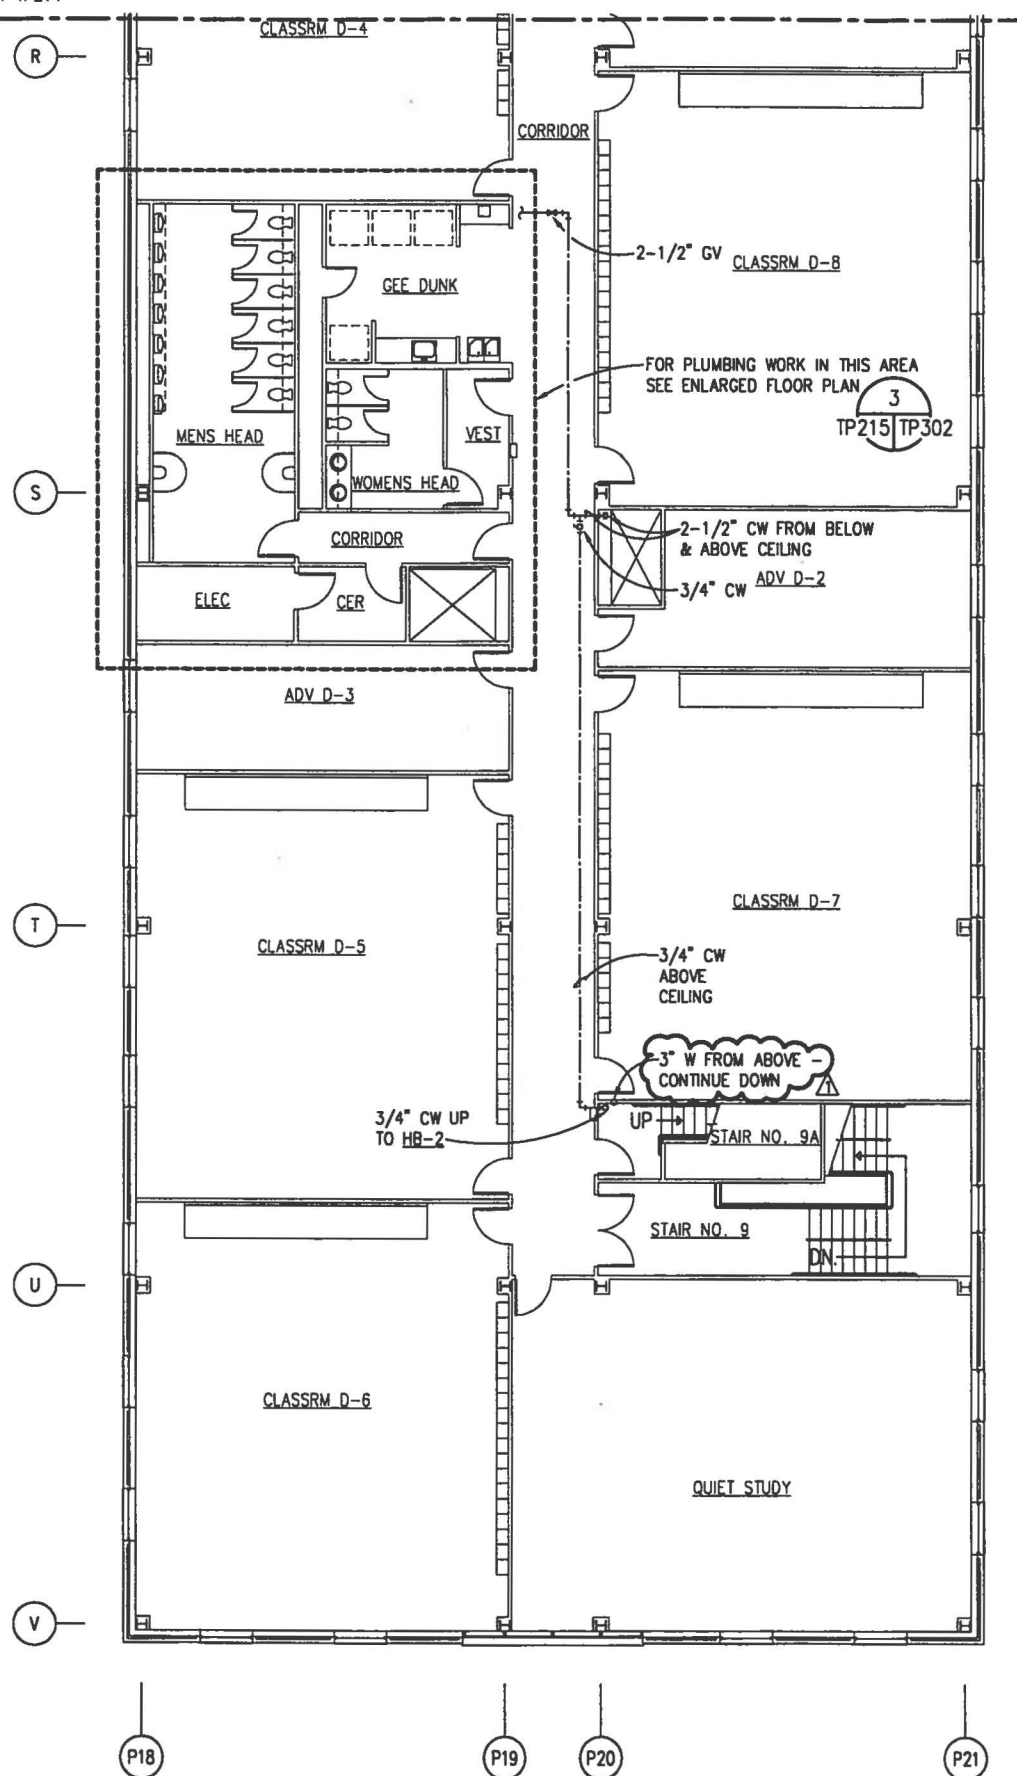 CLASSRM D-4
R
CORRIDOR
2-1/2" GV
CLASSRM D-8
GEE DUNK
FOR PLUMBING WORK IN THIS AREA
SEE ENLARGED FLOOR PLAN
3
TP215 TP302
MENS HEAD
VEST
S
WOMENS HEAD
CORRIDOR
2-1/2" CW FROM BELOW
& ABOVE CEILING
ADV D-2
3/4" CW
ELEC
CER
ADV D-3
CLASSRM D-7
T
CLASSRM D-5
3/4" CW
ABOVE
CEILING
3" W FROM ABOVE -
CONTINUE DOWN
1
3/4" CW UP
TO HB-2
UP
STAIR NO. 9A
STAIR NO. 9
DN.
U
CLASSRM D-6
QUIET STUDY
V
P18
P19
P20
P21